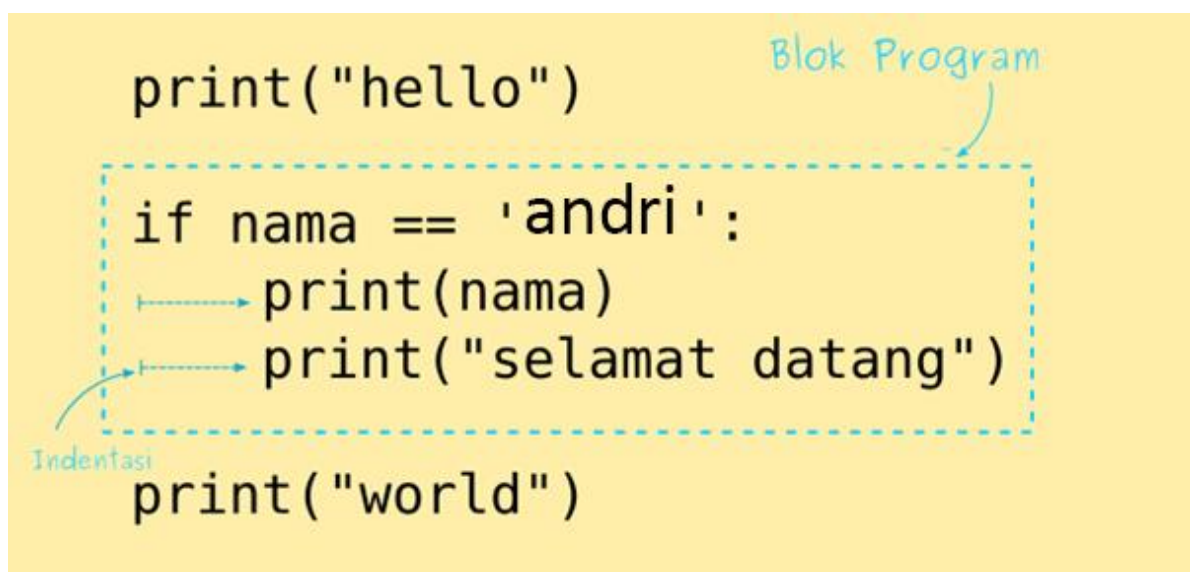 Blok Program
print("hello")
if nama == 'andri':
print(nama)
print("selamat datang")
Indentasi
print("world")